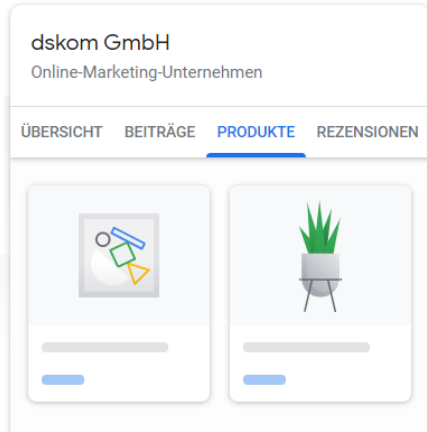 dskom GmbH
Online-Marketing-Unternehmen
ÜBERSICHT BEITRÄGE PRODUKTE REZENSIONEN